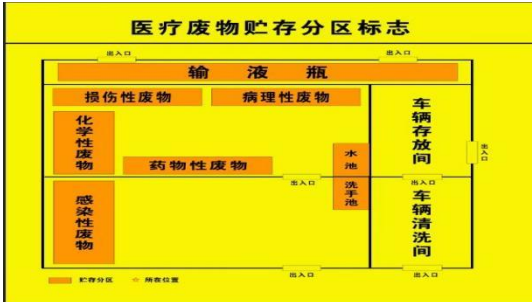 医疗废物贮存分区标志
出入口
出入口
输液瓶
损伤性废物
病理性废物
化学性废物
药物性废物
水池
车辆存放间
出入口
出入口
出入口
感染性废物
洗手池
车辆清洗间
贮存分区
☆ 所在位置
出入口
出入口